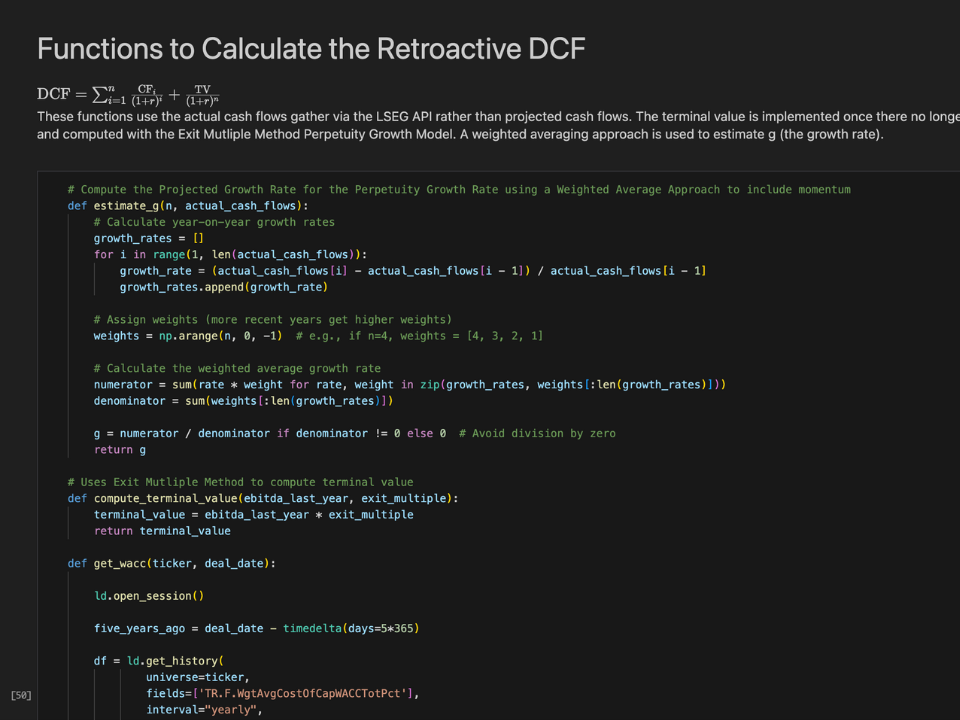 Functions to Calculate the Retroactive DCF
DCF = ∑ⁿᵢ₌₁ CFᵢ/(1+r)ⁱ + TV/(1+r)ⁿ
These functions use the actual cash flows gather via the LSEG API rather than projected cash flows. The terminal value is implemented once there no longe
and computed with the Exit Mutliple Method Perpetuity Growth Model. A weighted averaging approach is used to estimate g (the growth rate).
# Compute the Projected Growth Rate for the Perpetuity Growth Rate using a Weighted Average Approach to include momentum
def estimate_g(n, actual_cash_flows):
    # Calculate year-on-year growth rates
    growth_rates = []
    for i in range(1, len(actual_cash_flows)):
        growth_rate = (actual_cash_flows[i] - actual_cash_flows[i - 1]) / actual_cash_flows[i - 1]
        growth_rates.append(growth_rate)
    # Assign weights (more recent years get higher weights)
    weights = np.arange(n, 0, -1)  # e.g., if n=4, weights = [4, 3, 2, 1]
    # Calculate the weighted average growth rate
    numerator = sum(rate * weight for rate, weight in zip(growth_rates, weights[:len(growth_rates)]))
    denominator = sum(weights[:len(growth_rates)])
    g = numerator / denominator if denominator != 0 else 0  # Avoid division by zero
    return g
# Uses Exit Mutliple Method to compute terminal value
def compute_terminal_value(ebitda_last_year, exit_multiple):
    terminal_value = ebitda_last_year * exit_multiple
    return terminal_value
def get_wacc(ticker, deal_date):
    ld.open_session()
    five_years_ago = deal_date - timedelta(days=5*365)
    df = ld.get_history(
            universe=ticker,
[50]        fields=['TR.F.WgtAvgCostOfCapWACCTotPct'],
            interval="yearly",